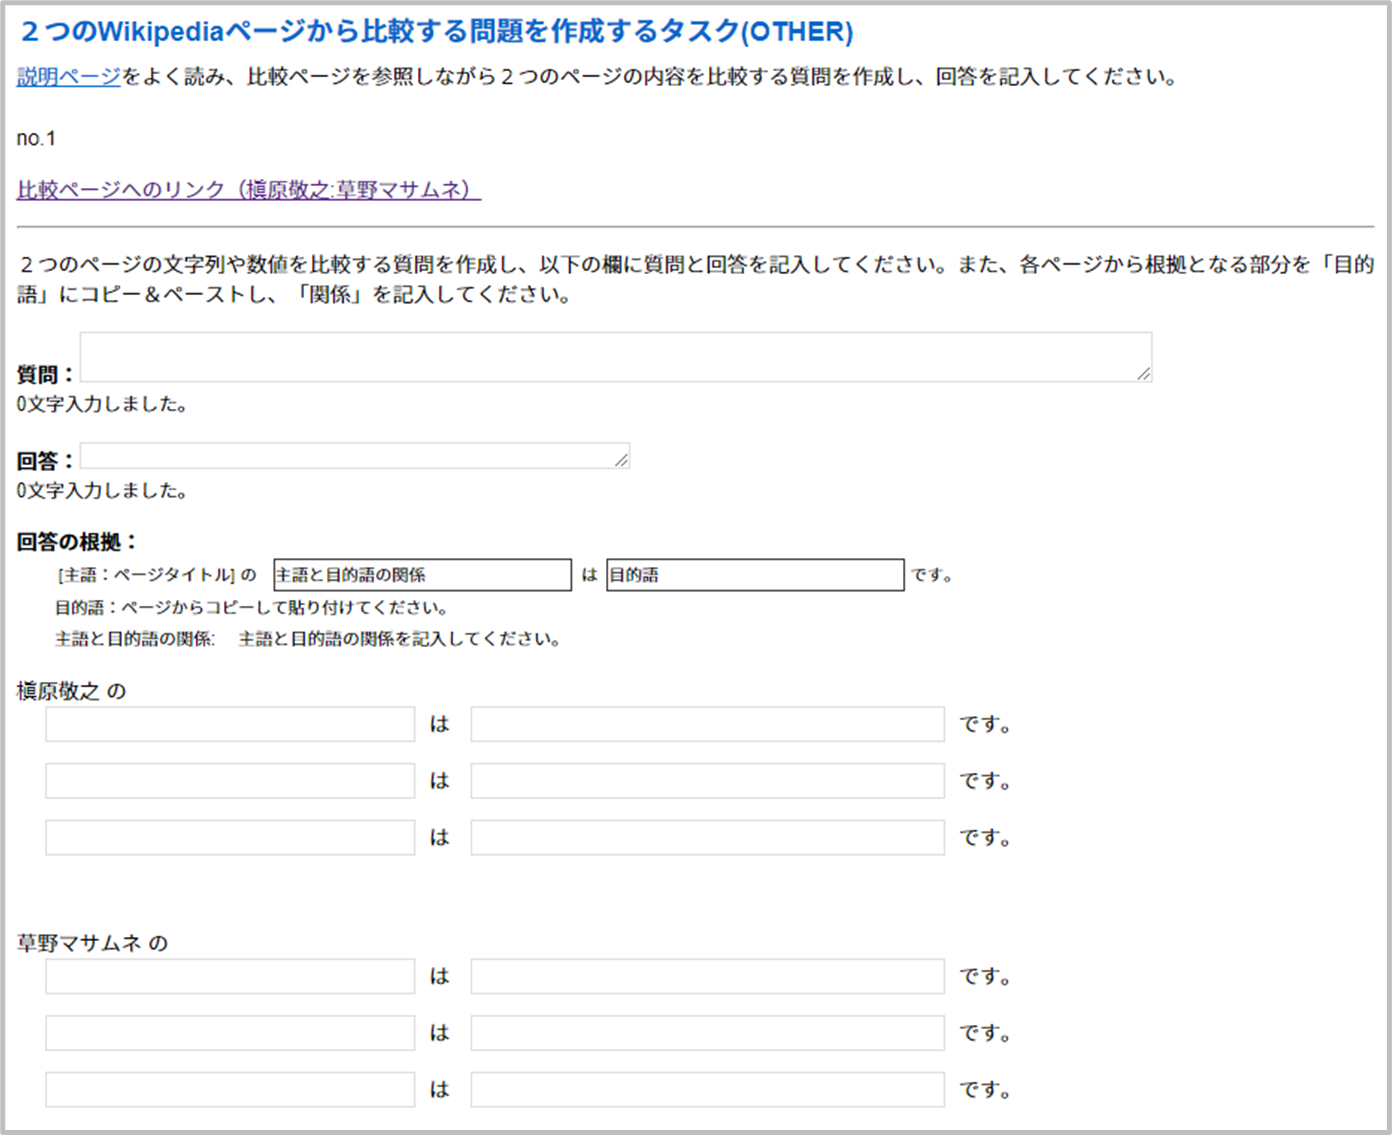 ２つのWikipediaページから比較する問題を作成するタスク(OTHER)
説明ページをよく読み、比較ページを参照しながら２つのページの内容を比較する質問を作成し、回答を記入してください。
no.1
比較ページへのリンク（槇原敬之:草野マサムネ）
２つのページの文字列や数値を比較する質問を作成し、以下の欄に質問と回答を記入してください。また、各ページから根拠となる部分を「目的
語」にコピー＆ペーストし、「関係」を記入してください。
質問：
0文字入力しました。
回答：
0文字入力しました。
回答の根拠：
[主語：ページタイトル] の 主語と目的語の関係 は 目的語 です。
目的語：ページからコピーして貼り付けてください。
主語と目的語の関係: 主語と目的語の関係を記入してください。
槇原敬之 の
は です。
は です。
は です。
草野マサムネ の
は です。
は です。
は です。